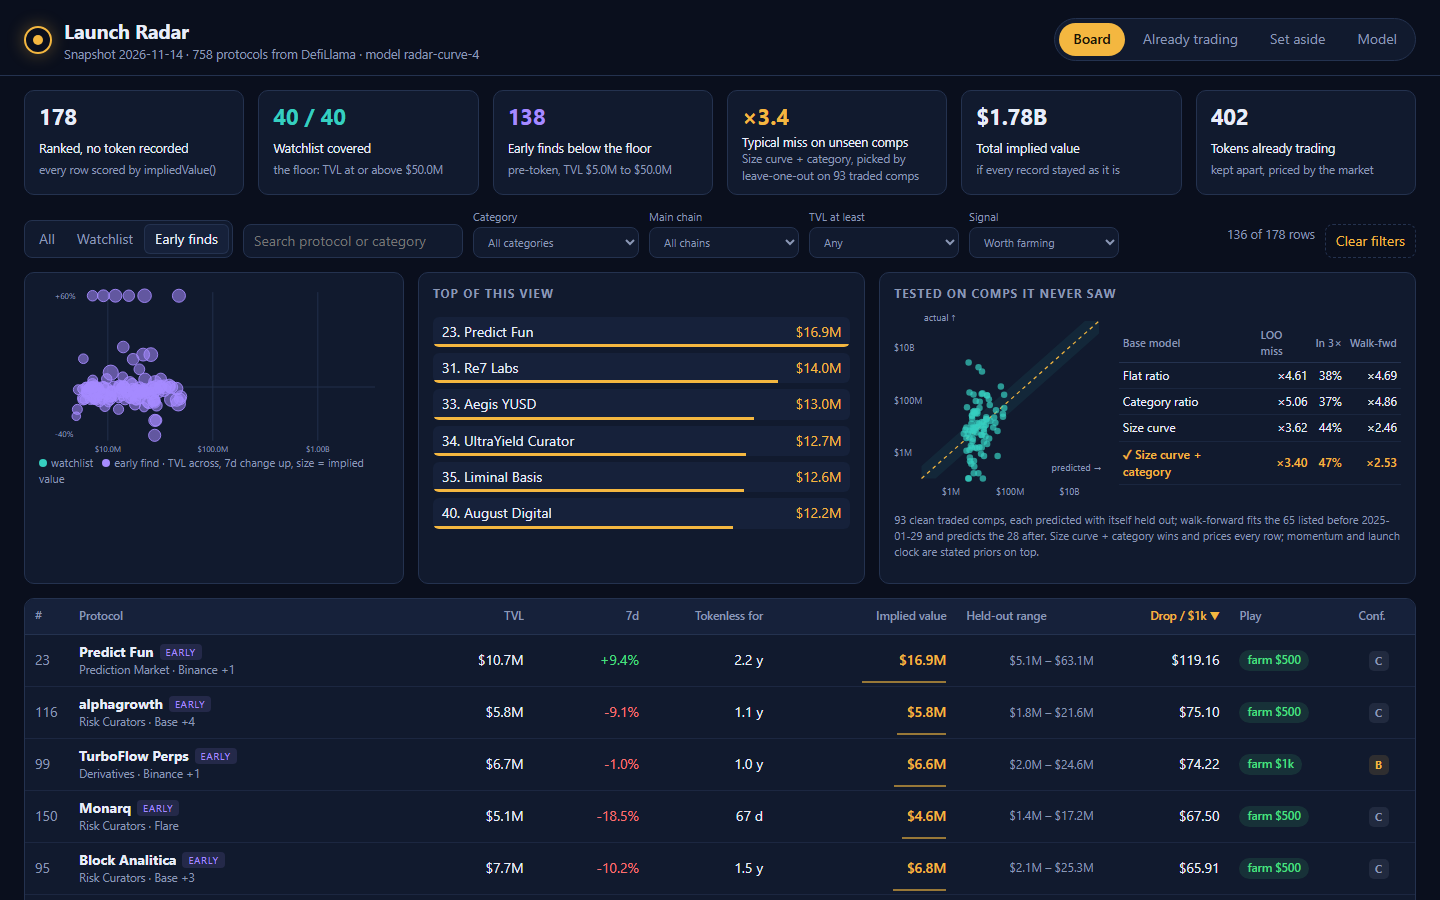 Launch Radar
Snapshot 2026-11-14 · 758 protocols from DefiLlama · model radar-curve-4
Board
Already trading
Set aside
Model
178
Ranked, no token recorded
every row scored by impliedValue()
40 / 40
Watchlist covered
the floor: TVL at or above $50.0M
138
Early finds below the floor
pre-token, TVL $5.0M to $50.0M
×3.4
Typical miss on unseen comps
Size curve + category, picked by
leave-one-out on 93 traded comps
$1.78B
Total implied value
if every record stayed as it is
402
Tokens already trading
kept apart, priced by the market
All
Watchlist
Early finds
Search protocol or category
Category
All categories
Main chain
All chains
TVL at least
Any
Signal
Worth farming
136 of 178 rows
Clear filters
+60%
-40%
$10.0M
$100.0M
$1.00B
watchlist
early find · TVL across, 7d change up, size = implied
value
TOP OF THIS VIEW
23. Predict Fun $16.9M
31. Re7 Labs $14.0M
33. Aegis YUSD $13.0M
34. UltraYield Curator $12.7M
35. Liminal Basis $12.6M
40. August Digital $12.2M
TESTED ON COMPS IT NEVER SAW
actual ↑
$10B
$100M
$1M
predicted →
$1M
$100M
$10B
Base model LOO miss In 3× Walk-fwd
Flat ratio ×4.61 38% ×4.69
Category ratio ×5.06 37% ×4.86
Size curve ×3.62 44% ×2.46
✓ Size curve + category ×3.40 47% ×2.53
93 clean traded comps, each predicted with itself held out; walk-forward fits the 65 listed before 2025-
01-29 and predicts the 28 after. Size curve + category wins and prices every row; momentum and launch
clock are stated priors on top.
# Protocol TVL 7d Tokenless for Implied value Held-out range Drop / $1k ▼ Play Conf.
23 Predict Fun EARLY $10.7M +9.4% 2.2 y $16.9M $5.1M – $63.1M $119.16 farm $500 C
Prediction Market · Binance +1
116 alphagrowth EARLY $5.8M -9.1% 1.1 y $5.8M $1.8M – $21.6M $75.10 farm $500 C
Risk Curators · Base +4
99 TurboFlow Perps EARLY $6.7M -1.0% 1.0 y $6.6M $2.0M – $24.6M $74.22 farm $1k B
Derivatives · Binance +1
150 Monarq EARLY $5.1M -18.5% 67 d $4.6M $1.4M – $17.2M $67.50 farm $500 C
Risk Curators · Flare
95 Block Analitica EARLY $7.7M -10.2% 1.5 y $6.8M $2.1M – $25.3M $65.91 farm $500 C
Risk Curators · Base +3